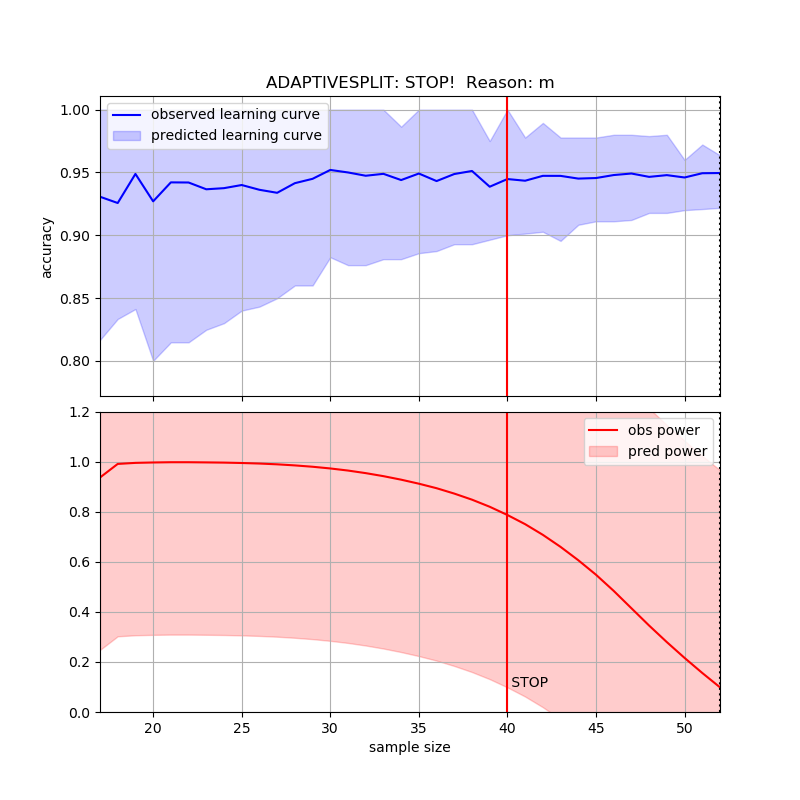 ADAPTIVESPLIT: STOP!  Reason: m
observed learning curve
predicted learning curve
1.00
0.95
0.90
0.85
0.80
accuracy
obs power
pred power
1.2
1.0
0.8
0.6
0.4
0.2
0.0
STOP
20 25 30 35 40 45 50
sample size